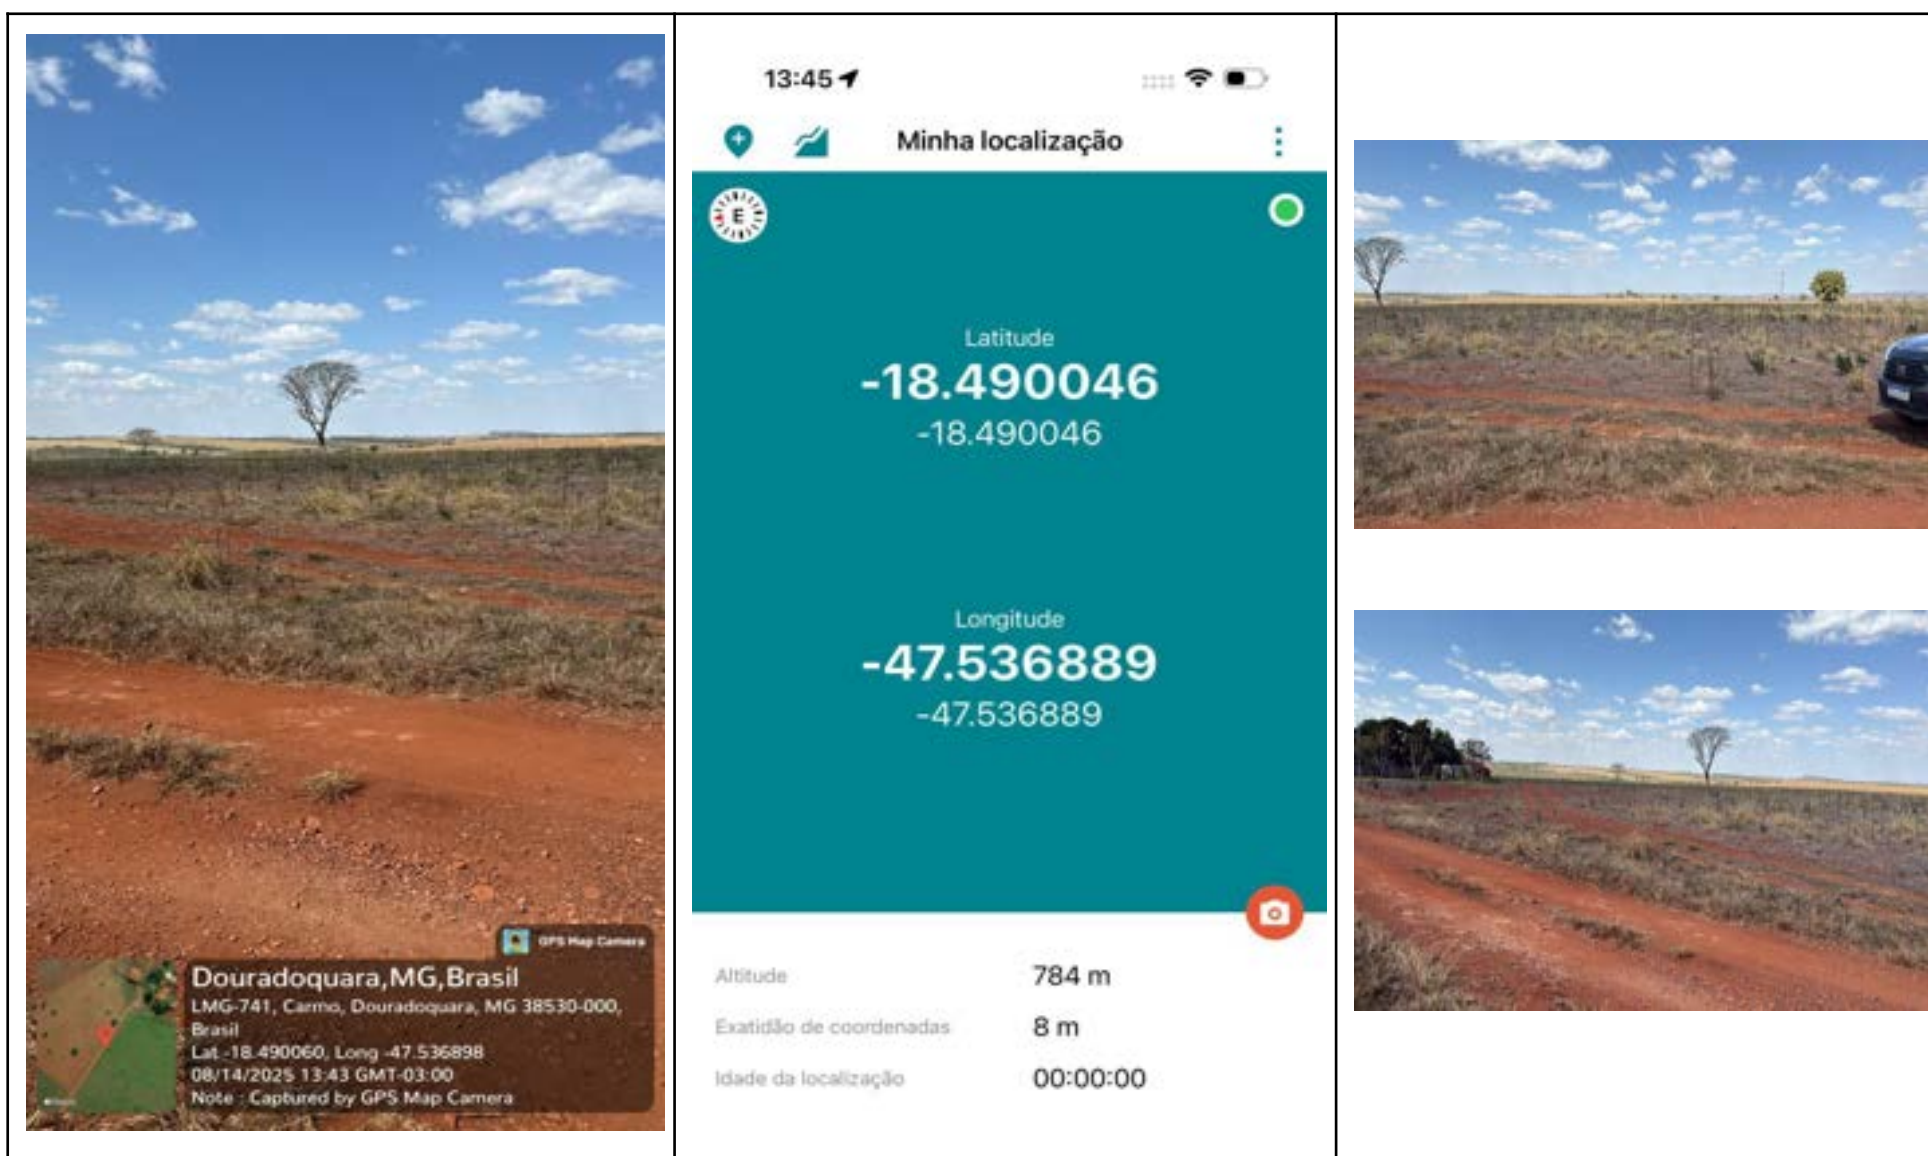 GPS Map Camera
Douradoquara,MG,Brasil
LMG-741, Carmo, Douradoquara, MG 38530-000,
Brasil
Lat -18.490060, Long -47.536898
08/14/2025 13:43 GMT-03:00
Note : Captured by GPS Map Camera
13:45
Minha localização
E
Latitude
-18.490046
-18.490046
Longitude
-47.536889
-47.536889
Altitude 784 m
Exatidão de coordenadas 8 m
Idade da localização 00:00:00